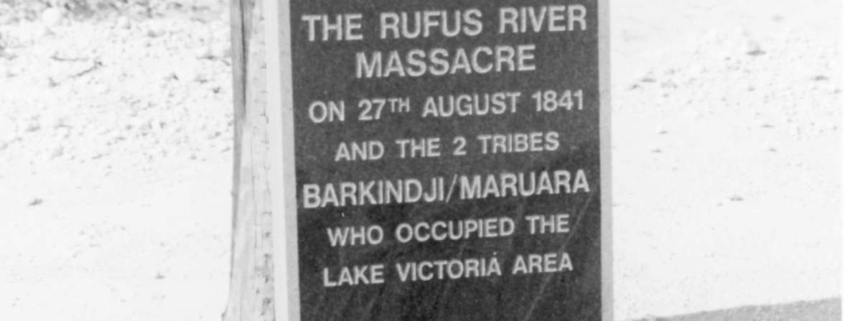 THE RUFUS RIVER
MASSACRE
ON 27TH AUGUST 1841
AND THE 2 TRIBES
BARKINDJI/MARUARA
WHO OCCUPIED THE
LAKE VICTORIA AREA